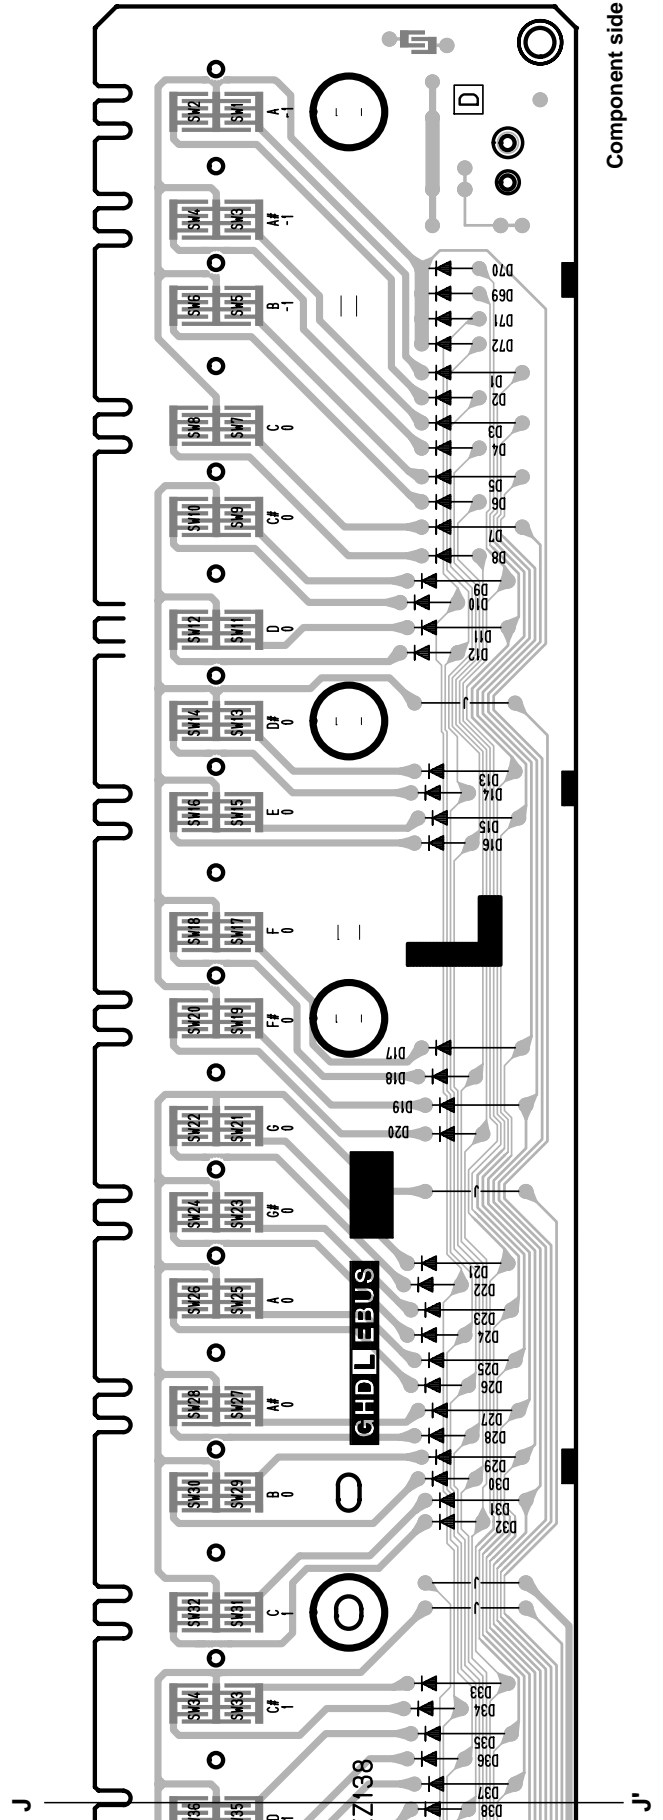 Component side
D
SW2
SW1
A
-1
SW4
SW3
A#
-1
SW6
SW5
B
-1
D70
D69
D71
D72
D1
D2
D3
D4
D5
D6
D7
D8
SW8
SW7
C
0
SW10
SW9
C#
0
D9
D10
D11
D12
SW12
SW11
D
0
J
SW14
SW13
D#
0
D13
D14
D15
D16
SW16
SW15
E
0
SW18
SW17
F
0
SW20
SW19
F#
0
D17
D18
D19
D20
SW22
SW21
G
0
J
SW24
SW23
G#
0
D21
D22
D23
D24
D25
D26
D27
D28
SW26
SW25
A
0
GHDLEBUS
SW28
SW27
A#
0
D29
D30
D31
D32
SW30
SW29
B
0
J
J
SW32
SW31
C
1
D33
D34
D35
D36
D37
D38
SW34
SW33
C#
1
Z138
36
35
D
1
J
J'